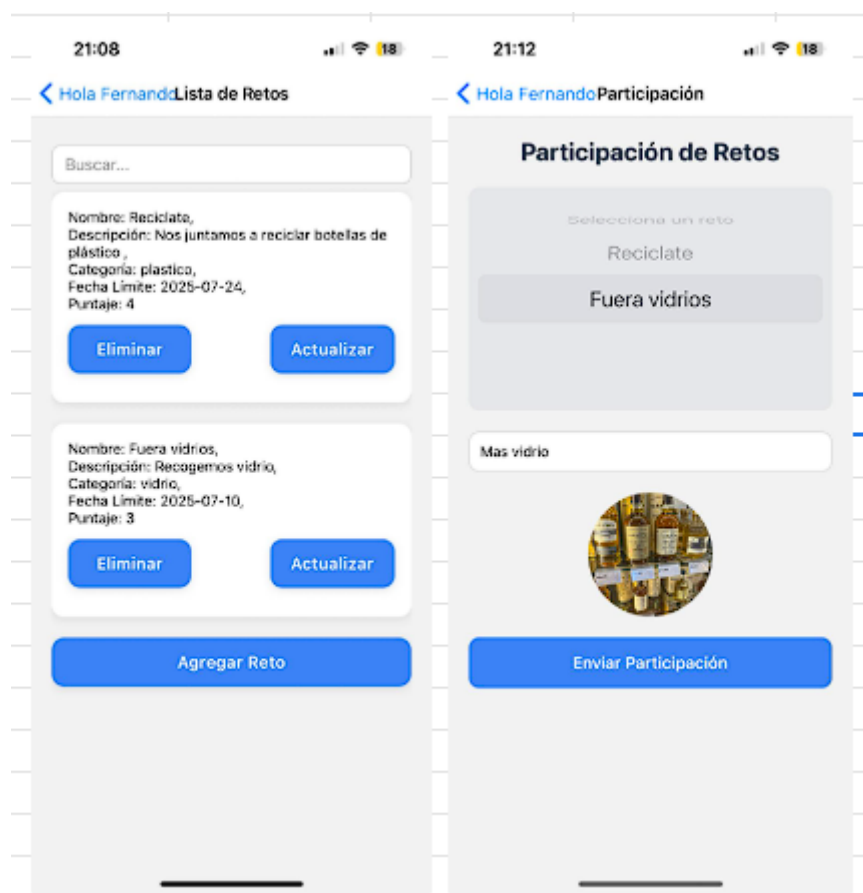 21:08
18
Hola Fernando
Lista de Retos
Buscar...
Nombre: Reciclate,
Descripción: Nos juntamos a reciclar botellas de
plástico ,
Categoría: plastico,
Fecha Límite: 2025-07-24,
Puntaje: 4
Eliminar
Actualizar
Nombre: Fuera vidrios,
Descripción: Recogemos vidrio,
Categoría: vidrio,
Fecha Límite: 2025-07-10,
Puntaje: 3
Eliminar
Actualizar
Agregar Reto
21:12
18
Hola Fernando
Participación
Participación de Retos
Selecciona un reto
Reciclate
Fuera vidrios
Mas vidrio
Enviar Participación